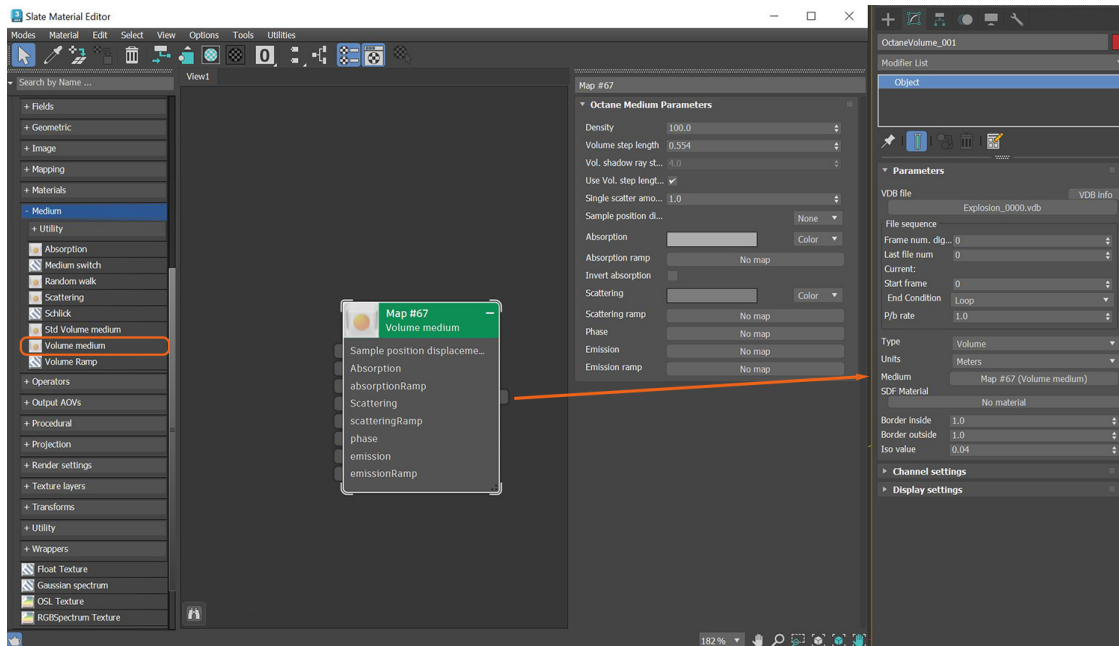 Slate Material Editor
Modes Material Edit Select View Options Tools Utilities
Search by Name ...
+ Fields
+ Geometric
+ Image
+ Mapping
+ Materials
- Medium
+ Utility
Absorption
Medium switch
Random walk
Scattering
Schlick
Std Volume medium
Volume medium
Volume Ramp
+ Operators
+ Output AOVs
+ Procedural
+ Projection
+ Render settings
+ Texture layers
+ Transforms
+ Utility
+ Wrappers
Float Texture
Gaussian spectrum
OSL Texture
RGBSpectrum Texture
View1
Map #67
Volume medium
Sample position displaceme...
Absorption
absorptionRamp
Scattering
scatteringRamp
phase
emission
emissionRamp
Map #67
Octane Medium Parameters
Density 100.0
Volume step length 0.554
Vol. shadow ray st... 4.0
Use Vol. step lengt...
Single scatter amo... 1.0
Sample position di... None
Absorption Color
Absorption ramp No map
Invert absorption
Scattering Color
Scattering ramp No map
Phase No map
Emission No map
Emission ramp No map
182 %
OctaneVolume_001
Modifier List
Object
Parameters
VDB file VDB Info
Explosion_0000.vdb
File sequence
Frame num. dig... 0
Last file num 0
Current:
Start frame 0
End Condition Loop
P/b rate 1.0
Type Volume
Units Meters
Medium Map #67 (Volume medium)
SDF Material
No material
Border inside 1.0
Border outside 1.0
Iso value 0.04
Channel settings
Display settings